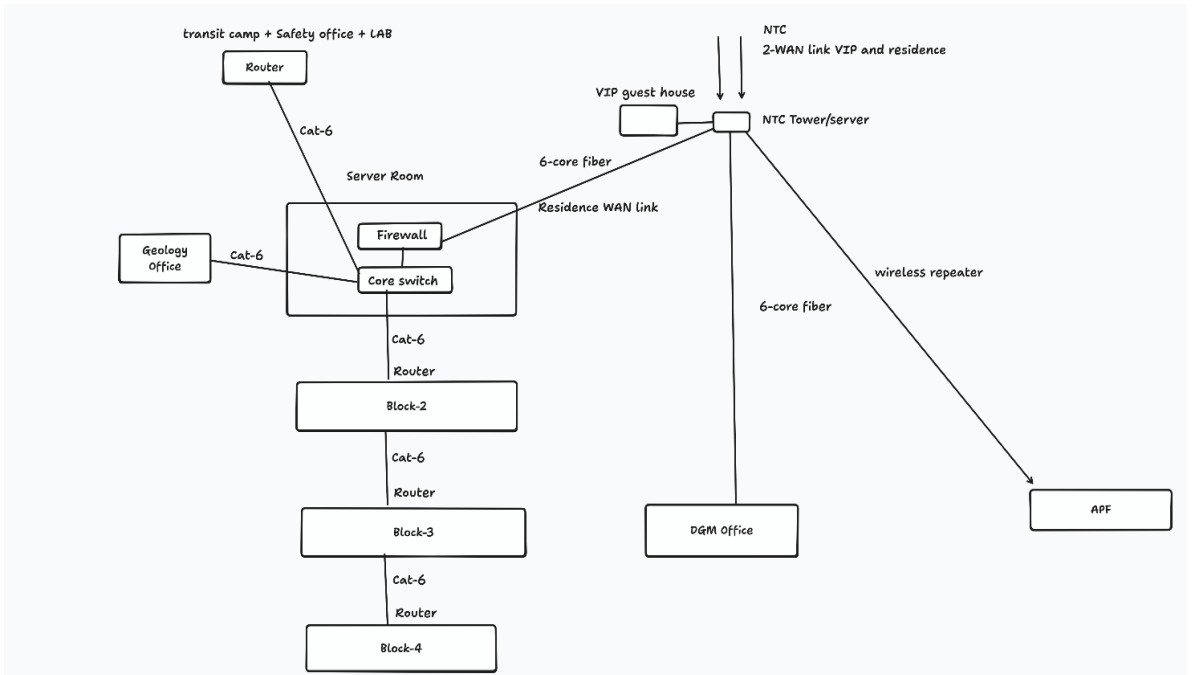 transit camp + Safety office + LAB
Router
Cat-6
NTC
2-WAN link VIP and residence
VIP guest house
NTC Tower/server
6-core fiber
Server Room
Residence WAN link
Firewall
Geology
Office
Cat-6
Core switch
wireless repeater
6-core fiber
Cat-6
Router
Block-2
Cat-6
Router
Block-3
DGM Office
APF
Cat-6
Router
Block-4